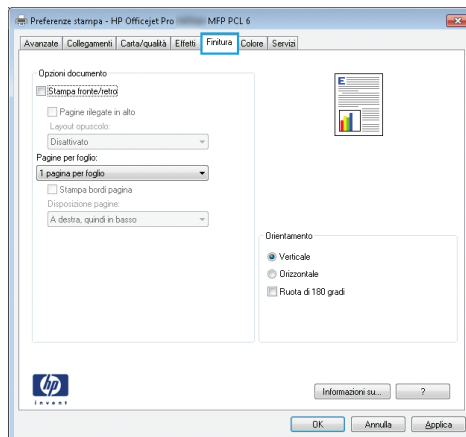 Preferenze stampa - HP Officejet Pro MFP PCL 6
Avanzate Collegamenti Carta/qualità Effetti Finitura Colore Servizi
Opzioni documento
Stampa fronte/retro
Pagine rilegate in alto
Layout opuscolo:
Disattivato
Pagine per foglio:
1 pagina per foglio
Stampa bordi pagina
Disposizione pagine:
A destra, quindi in basso
E
Orientamento
Verticale
Orizzontale
Ruota di 180 gradi
hp
invent
Informazioni su...
?
OK Annulla Applica